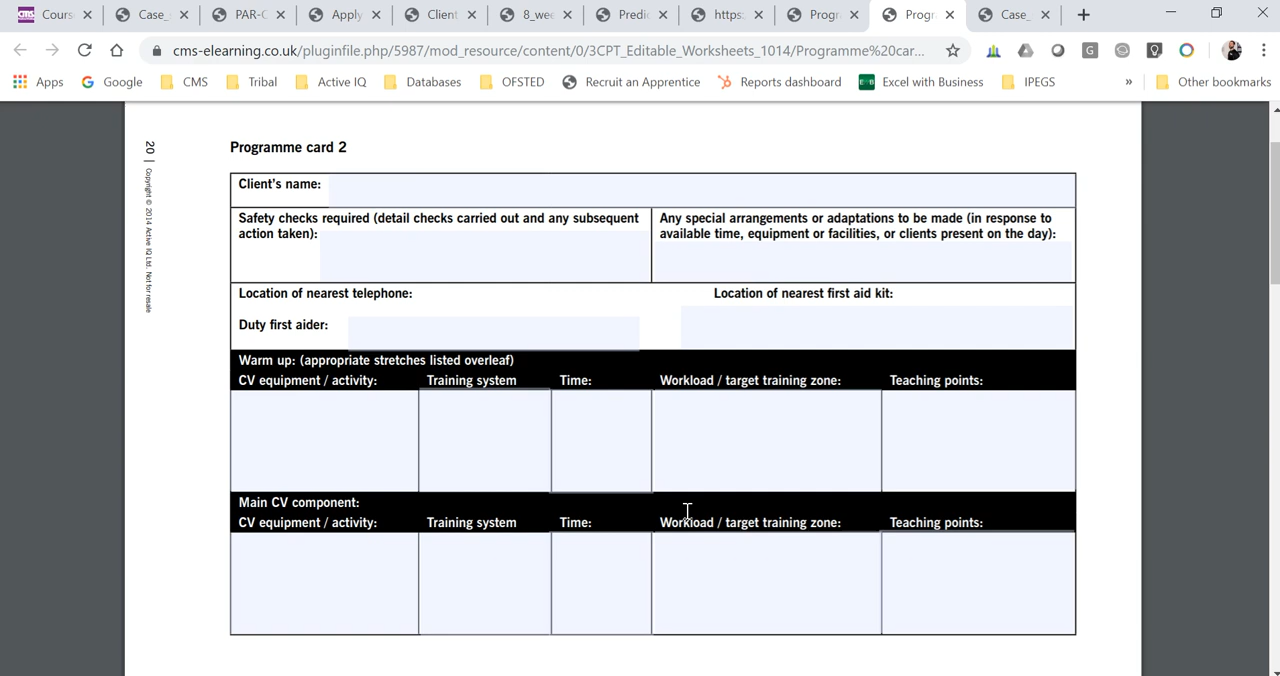 Cours
Case_
PAR-C
Apply
Client
8_wee
Predic
https:
Progr
Progr
Case_
cms-elearning.co.uk/pluginfile.php/5987/mod_resource/content/0/3CPT_Editable_Worksheets_1014/Programme%20car...
G
Apps
Google
CMS
Tribal
Active IQ
Databases
OFSTED
Recruit an Apprentice
Reports dashboard
Excel with Business
IPEGS
»
Other bookmarks
20 | Copyright © 2014 Active IQ Ltd. Not for resale
Programme card 2
Client's name:
Safety checks required (detail checks carried out and any subsequent
action taken):
Any special arrangements or adaptations to be made (in response to
available time, equipment or facilities, or clients present on the day):
Location of nearest telephone:
Location of nearest first aid kit:
Duty first aider:
Warm up: (appropriate stretches listed overleaf)
CV equipment / activity: Training system Time: Workload / target training zone: Teaching points:
Main CV component:
CV equipment / activity: Training system Time: Workload / target training zone: Teaching points: